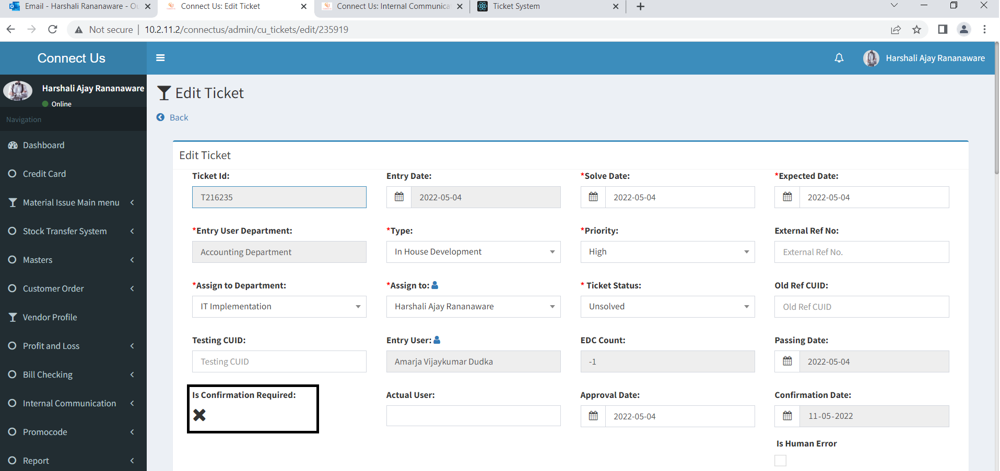 Email - Harshali Rananaware - Ou
Connect Us: Edit Ticket
Connect Us: Internal Communica
Ticket System
Not secure
10.2.11.2/connectus/admin/cu_tickets/edit/235919
Connect Us
Harshali Ajay Rananaware
Harshali Ajay Rananaware
Online
Navigation
Dashboard
Credit Card
Material Issue Main menu
Stock Transfer System
Masters
Customer Order
Vendor Profile
Profit and Loss
Bill Checking
Internal Communication
Promocode
Report
Edit Ticket
Back
Edit Ticket
Ticket Id:
T216235
Entry Date:
2022-05-04
*Solve Date:
2022-05-04
*Expected Date:
2022-05-04
*Entry User Department:
Accounting Department
*Type:
In House Development
*Priority:
High
External Ref No:
External Ref No.
*Assign to Department:
IT Implementation
*Assign to:
Harshali Ajay Rananaware
* Ticket Status:
Unsolved
Old Ref CUID:
Old Ref CUID
Testing CUID:
Testing CUID
Entry User:
Amarja Vijaykumar Dudka
EDC Count:
-1
Passing Date:
2022-05-04
Is Confirmation Required:
Actual User:
Approval Date:
2022-05-04
Confirmation Date:
11-05-2022
Is Human Error